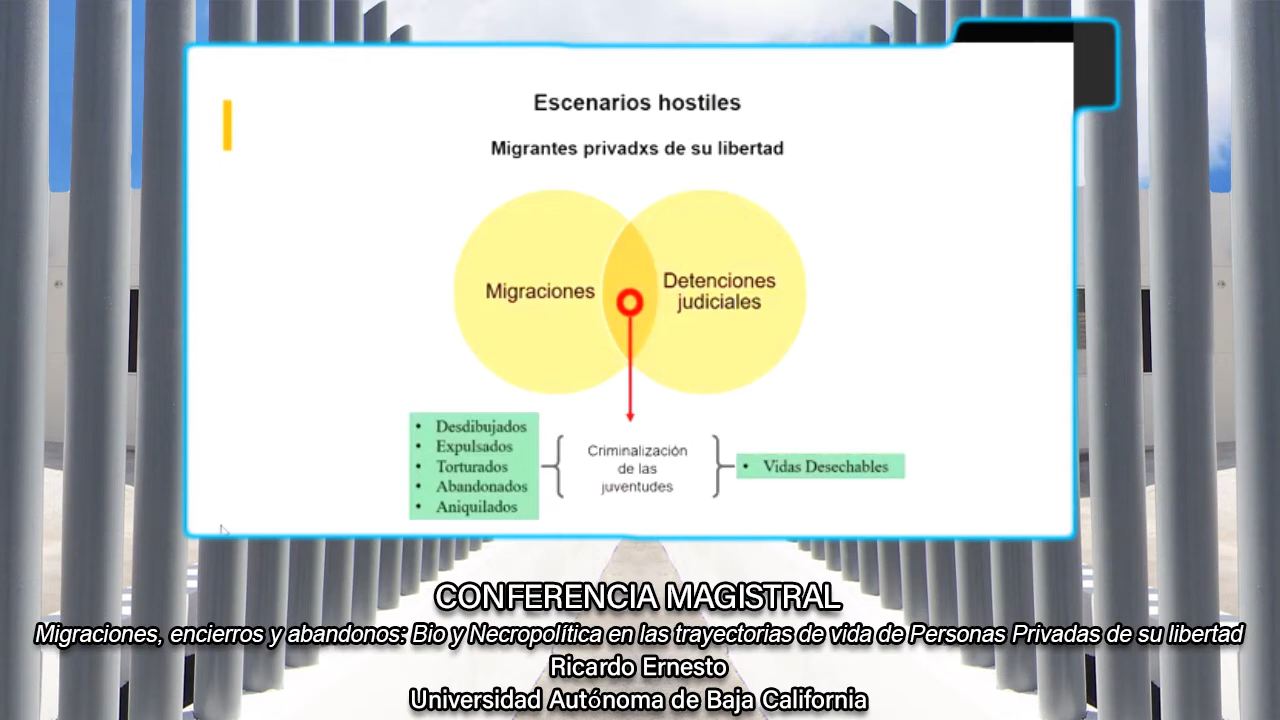 Escenarios hostiles
Migrantes privadxs de su libertad
Migraciones
Detenciones
judiciales
• Desdibujados
• Expulsados
• Torturados
• Abandonados
• Aniquilados
Criminalización
de las
juventudes
• Vidas Desechables
CONFERENCIA MAGISTRAL
Migraciones, encierros y abandonos: Bio y Necropolítica en las trayectorias de vida de Personas Privadas de su libertad
Ricardo Ernesto
Universidad Autónoma de Baja California